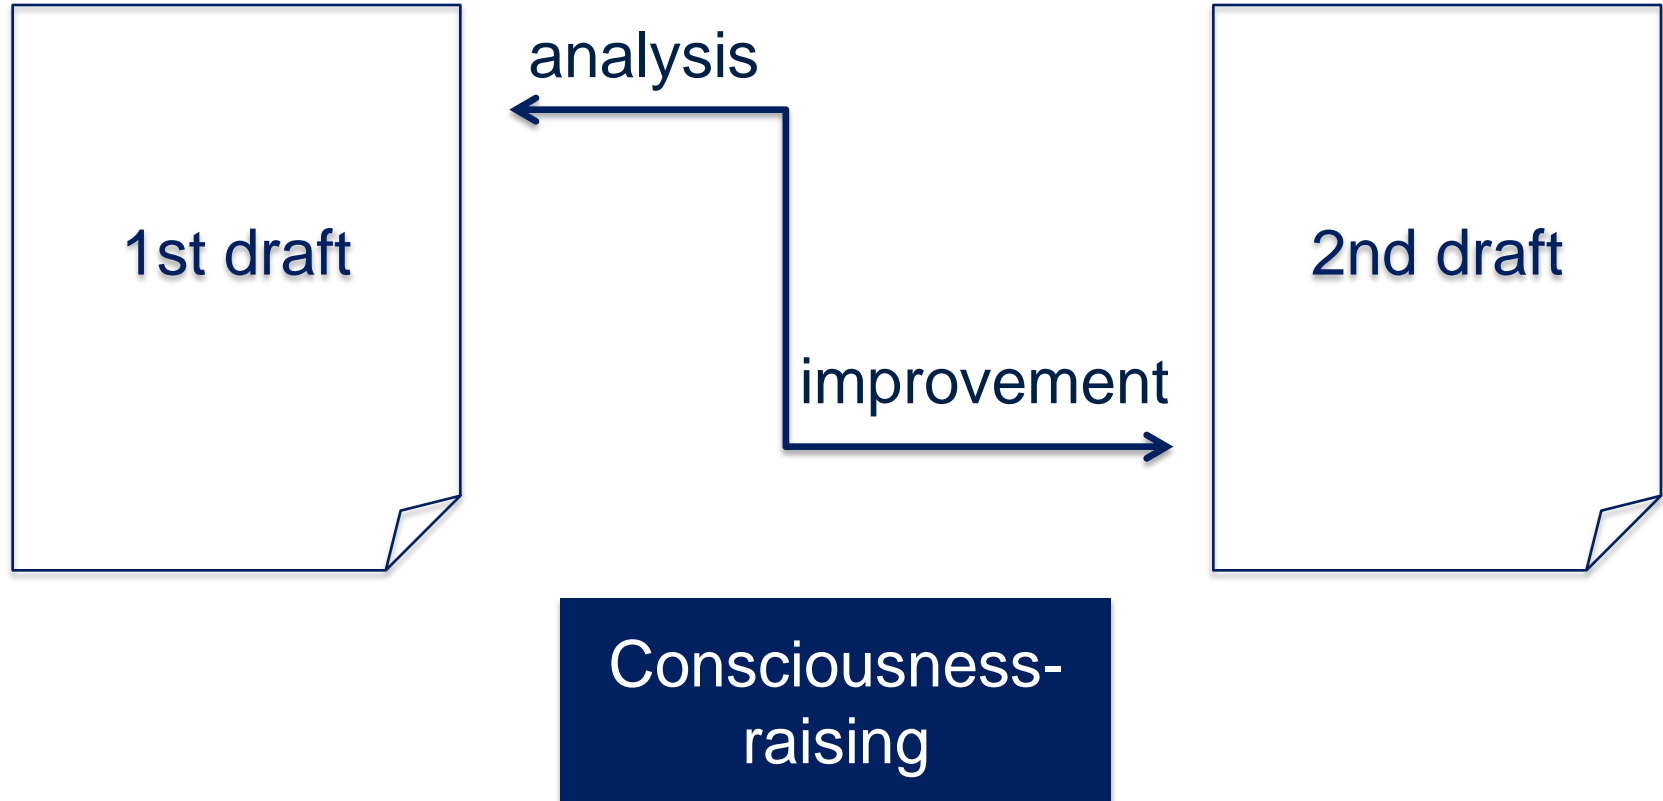 analysis
1st draft
2nd draft
improvement
Consciousness-
raising